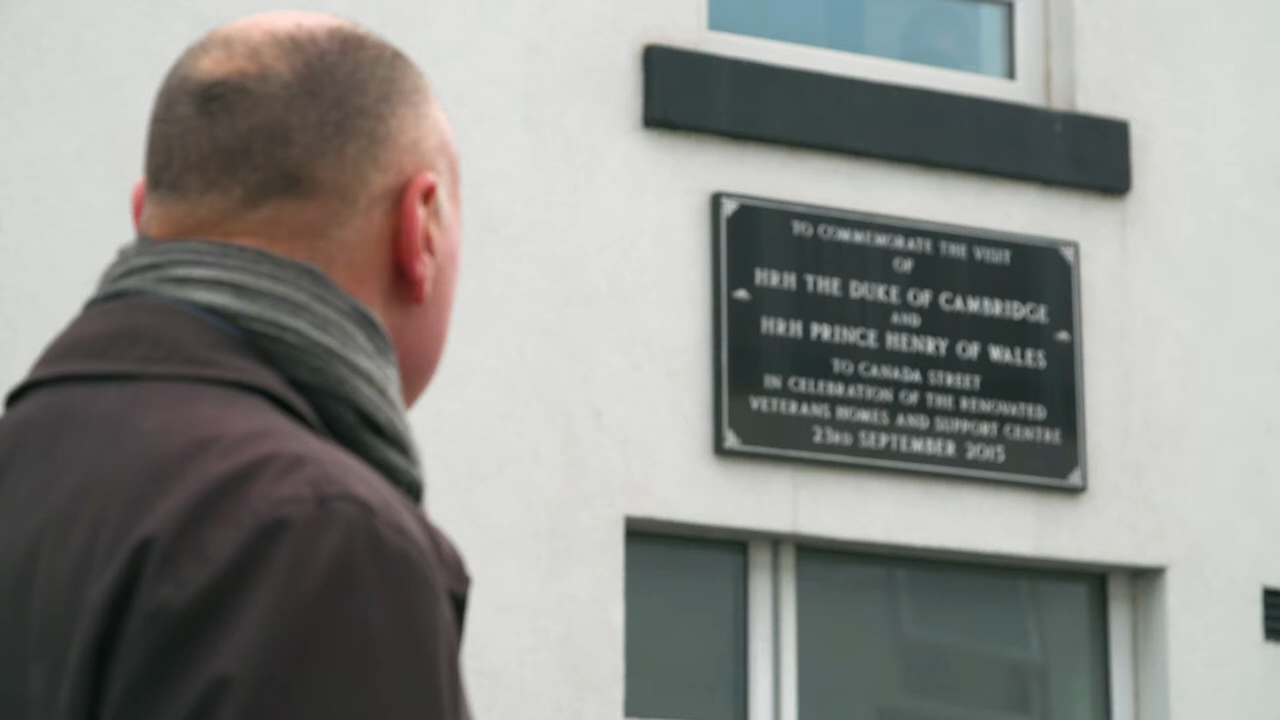 TO COMMEMORATE THE VISIT
OF
HRH THE DUKE OF CAMBRIDGE
AND
HRH PRINCE HENRY OF WALES
TO CANADA STREET
IN CELEBRATION OF THE RENOVATED
VETERANS HOMES AND SUPPORT CENTRE
23RD SEPTEMBER 2015